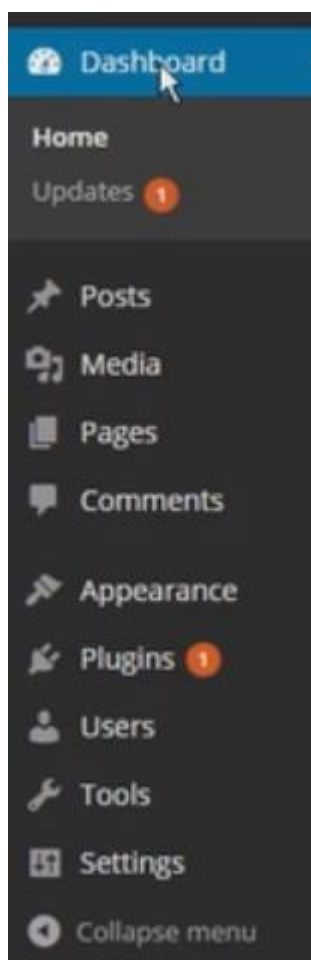 Dashboard
Home
Updates 1
Posts
Media
Pages
Comments
Appearance
Plugins 1
Users
Tools
Settings
Collapse menu